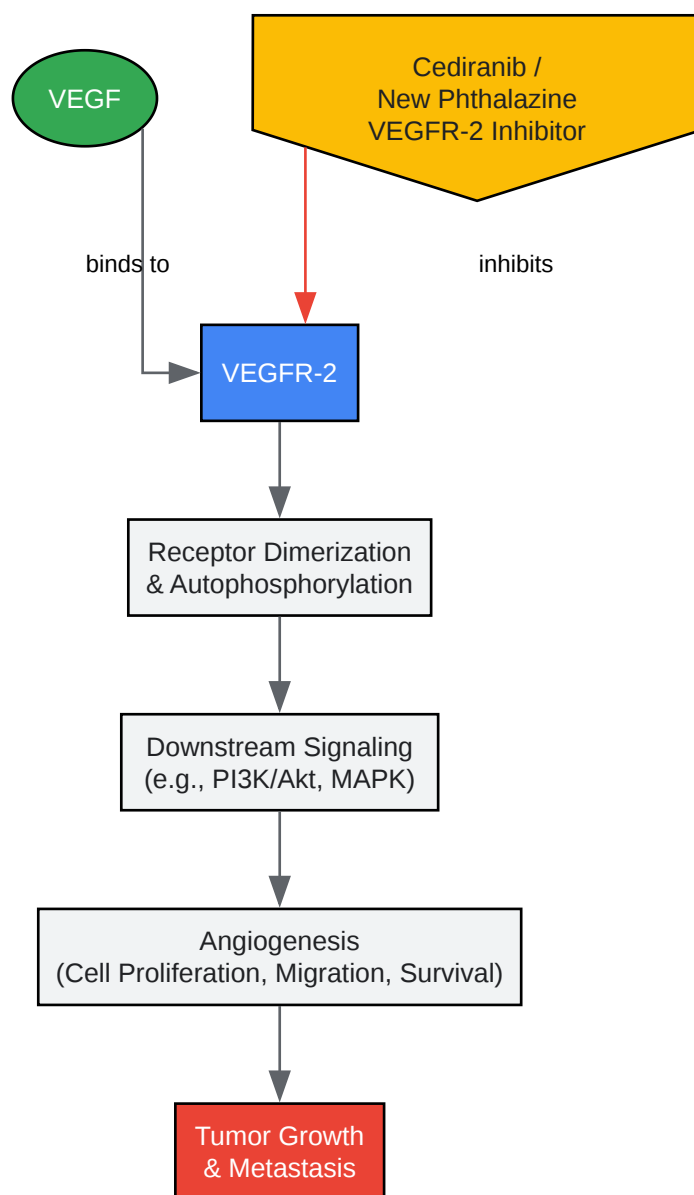 VEGF
Cediranib /
New Phthalazine
VEGFR-2 Inhibitor
binds to
inhibits
VEGFR-2
Receptor Dimerization
& Autophosphorylation
Downstream Signaling
(e.g., PI3K/Akt, MAPK)
Angiogenesis
(Cell Proliferation, Migration, Survival)
Tumor Growth
& Metastasis